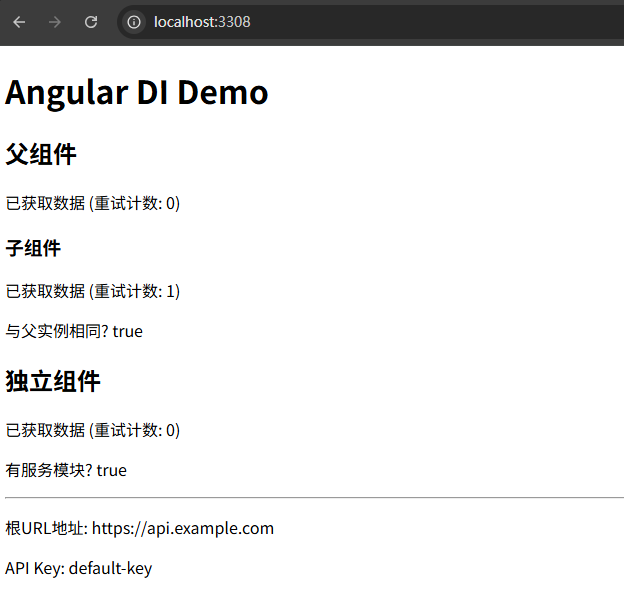 localhost:3308
Angular DI Demo
父组件
已获取数据 (重试计数: 0)
子组件
已获取数据 (重试计数: 1)
与父实例相同? true
独立组件
已获取数据 (重试计数: 0)
有服务模块? true
根URL地址: https://api.example.com
API Key: default-key